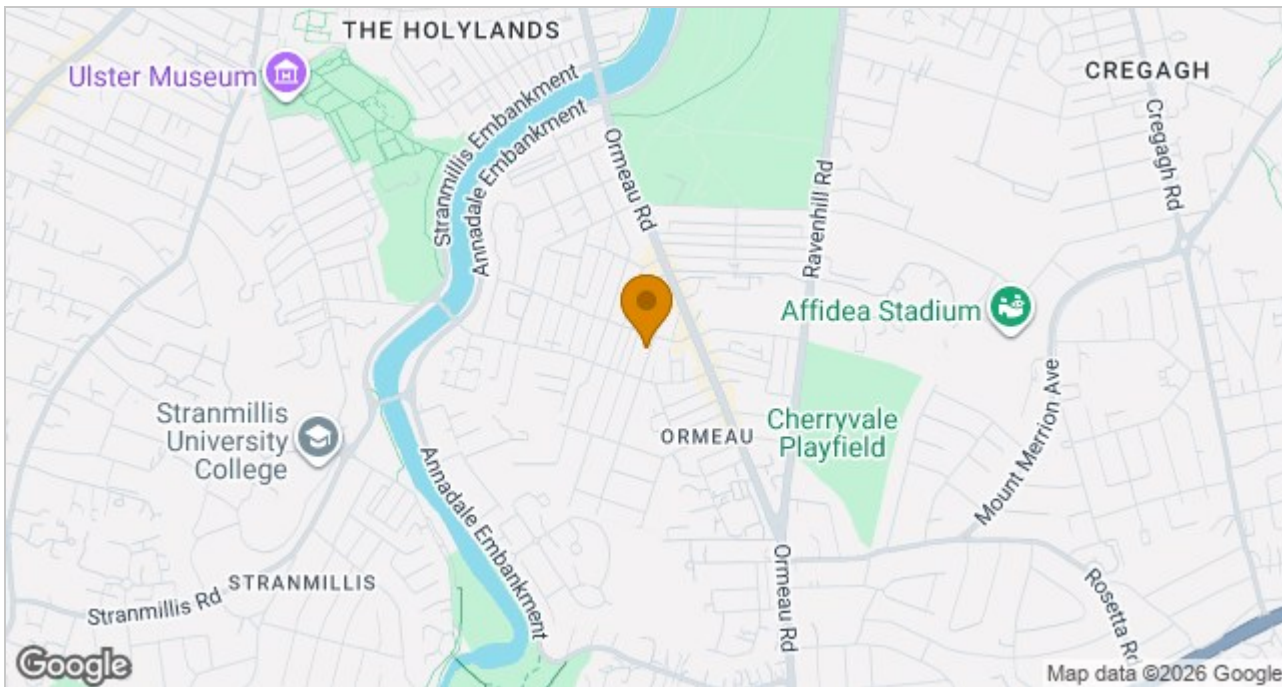 THE HOLYLANDS
Ulster Museum
CREGAGH
Stranmillis Embankment
Annadale Embankment
Ormeau Rd
Cregagh Rd
Ravenhill Rd
Affidea Stadium
Stranmillis
University
College
ORMEAU
Cherryvale
Playfield
Mount Merrion Ave
Annadale Embankment
STRANMILLIS
Stranmillis Rd
Ormeau Rd
Rosetta Rd
Google
Map data ©2026 Google